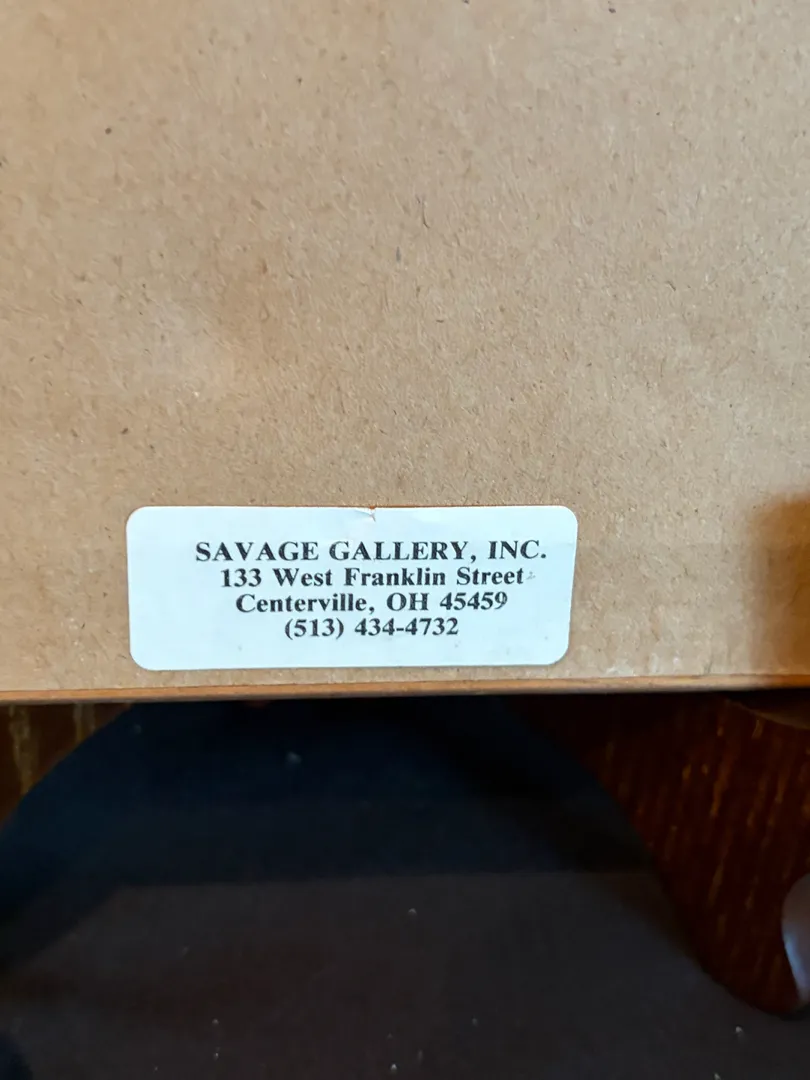 SAVAGE GALLERY, INC.
133 West Franklin Street
Centerville, OH 45459
(513) 434-4732